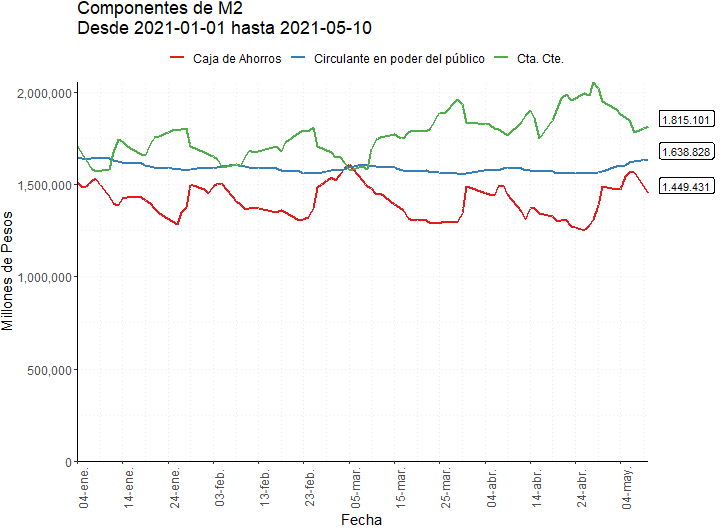 Componentes de M2
Desde 2021-01-01 hasta 2021-05-10
Caja de Ahorros Circulante en poder del público Cta. Cte.
Millones de Pesos
2,000,000
1,500,000
1,000,000
500,000
0
1.815.101
1.638.828
1.449.431
04-ene. 14-ene. 24-ene. 03-feb. 13-feb. 23-feb. 05-mar. 15-mar. 25-mar. 04-abr. 14-abr. 24-abr. 04-may.
Fecha